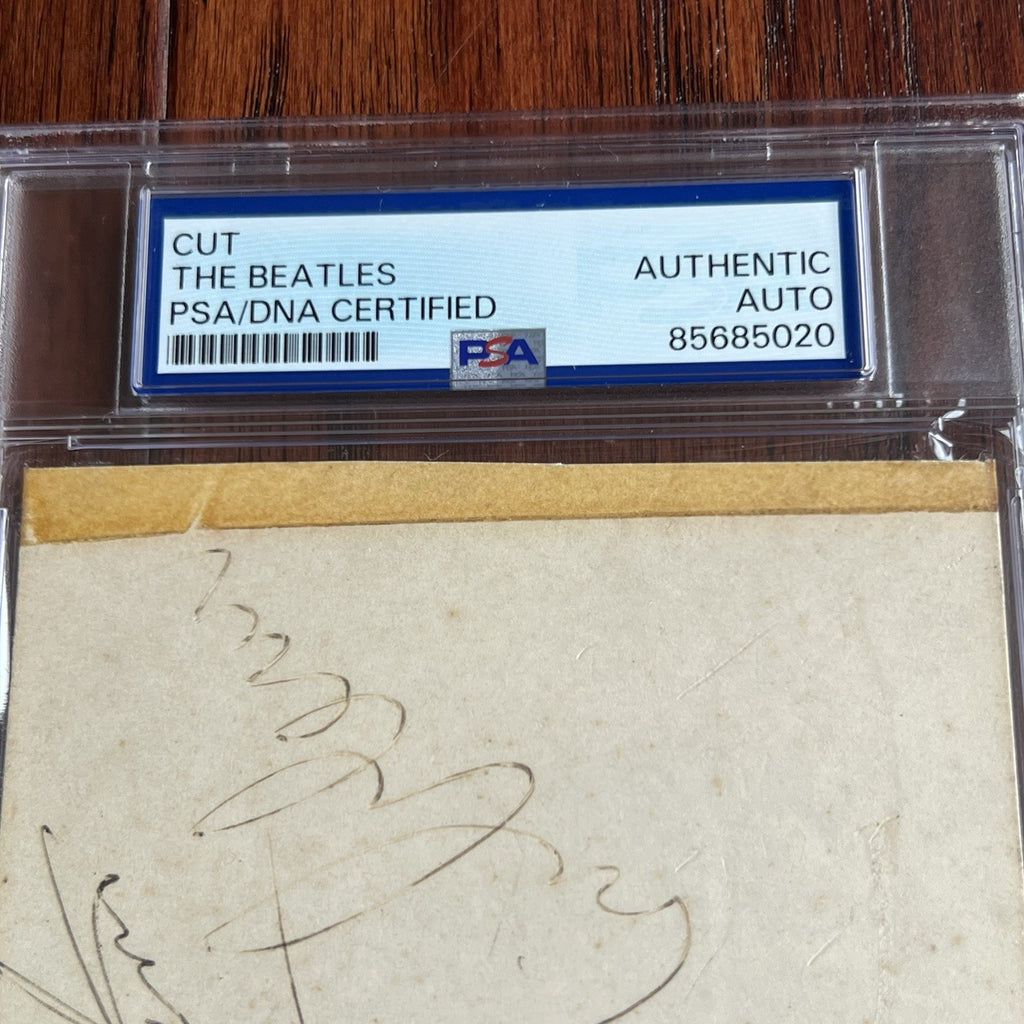 CUT
THE BEATLES
PSA/DNA CERTIFIED
AUTHENTIC
AUTO
85685020
PSA